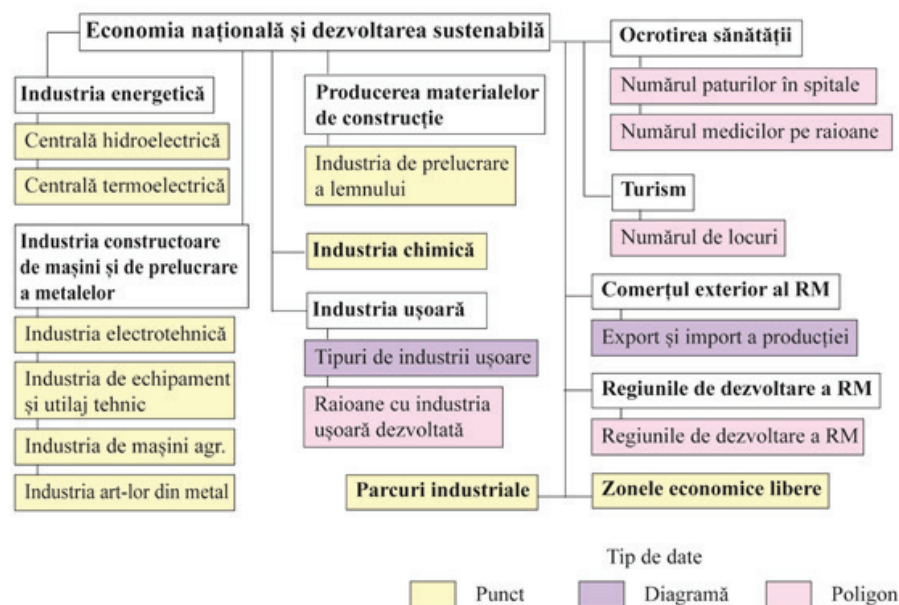 Economia națională și dezvoltarea sustenabilă
Industria energetică
Centrală hidroelectrică
Centrală termoelectrică
Industria constructoare
de mașini și de prelucrare
a metalelor
Industria electrotehnică
Industria de echipament
și utilaj tehnic
Industria de mașini agr.
Industria art-lor din metal
Producerea materialelor
de construcție
Industria de prelucrare
a lemnului
Industria chimică
Industria ușoară
Tipuri de industrii ușoare
Raioane cu industria
ușoară dezvoltată
Parcuri industriale
Ocrotirea sănătății
Numărul paturilor în spitale
Numărul medicilor pe raioane
Turism
Numărul de locuri
Comerțul exterior al RM
Export și import a producției
Regiunile de dezvoltare a RM
Regiunile de dezvoltare a RM
Zonele economice libere
Tip de date
Punct
Diagramă
Poligon